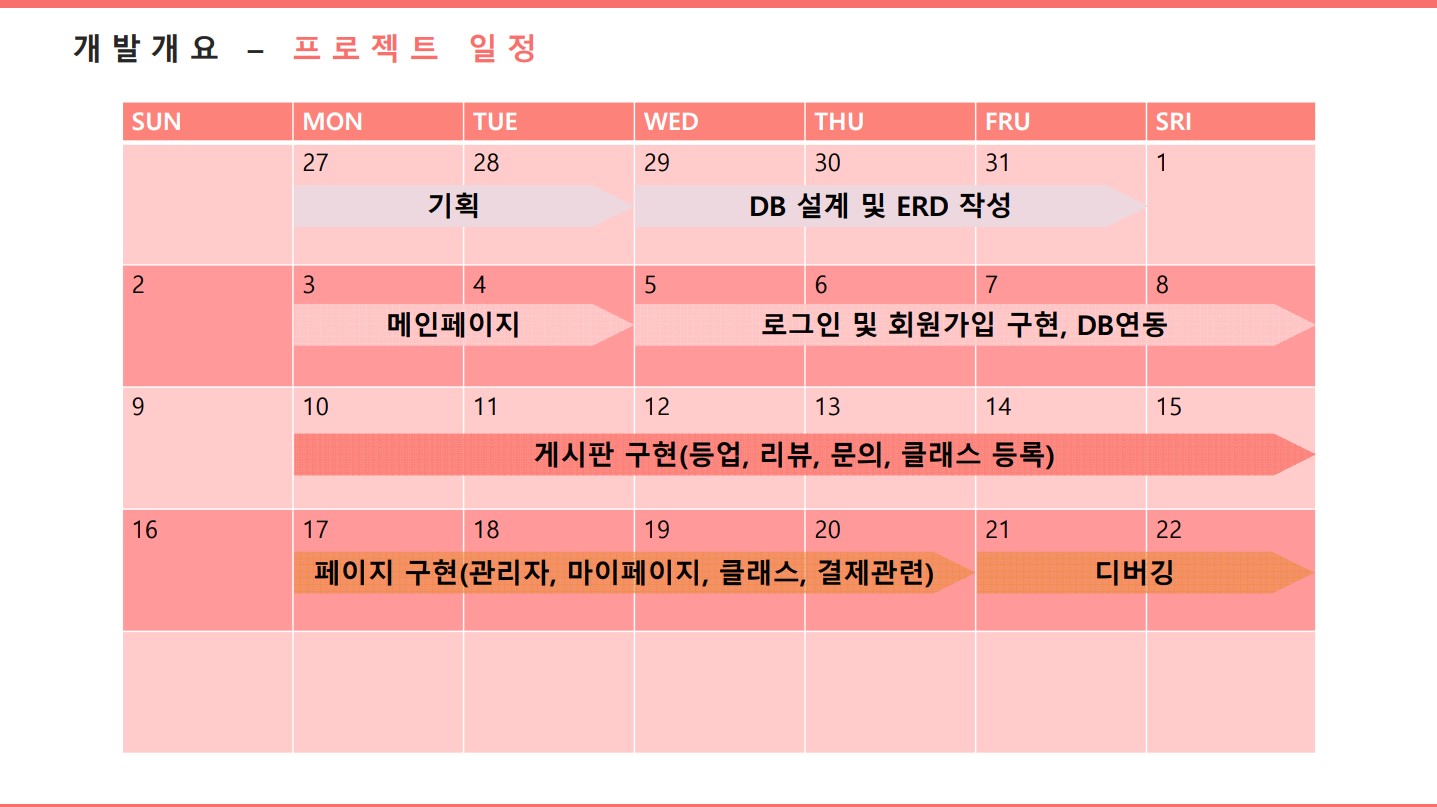 개발개요 – 프로젝트 일정
SUN MON TUE WED THU FRU SRI
27 28 29 30 31 1
기획 DB 설계 및 ERD 작성
2 3 4 5 6 7 8
메인페이지 로그인 및 회원가입 구현, DB연동
9 10 11 12 13 14 15
게시판 구현(등업, 리뷰, 문의, 클래스 등록)
16 17 18 19 20 21 22
페이지 구현(관리자, 마이페이지, 클래스, 결제관련) 디버깅